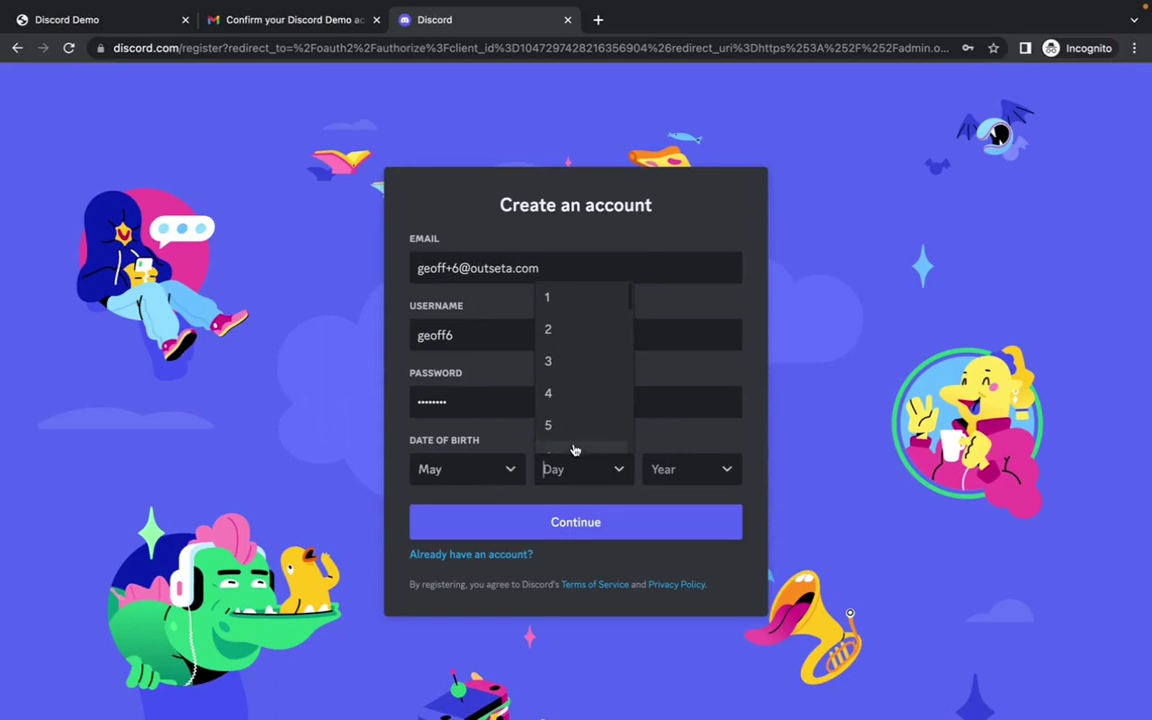 Discord Demo
Confirm your Discord Demo ac
Discord
discord.com/register?redirect_to=%2Foauth2%2Fauthorize%3Fclient_id%3D1047297428216356904%26redirect_uri%3Dhttps%253A%252F%252Fadmin.o...
Incognito
Create an account
EMAIL
geoff+6@outseta.com
USERNAME
geoff6
PASSWORD
••••••••
1
2
3
4
5
DATE OF BIRTH
May
Day
Year
Continue
Already have an account?
By registering, you agree to Discord's Terms of Service and Privacy Policy.